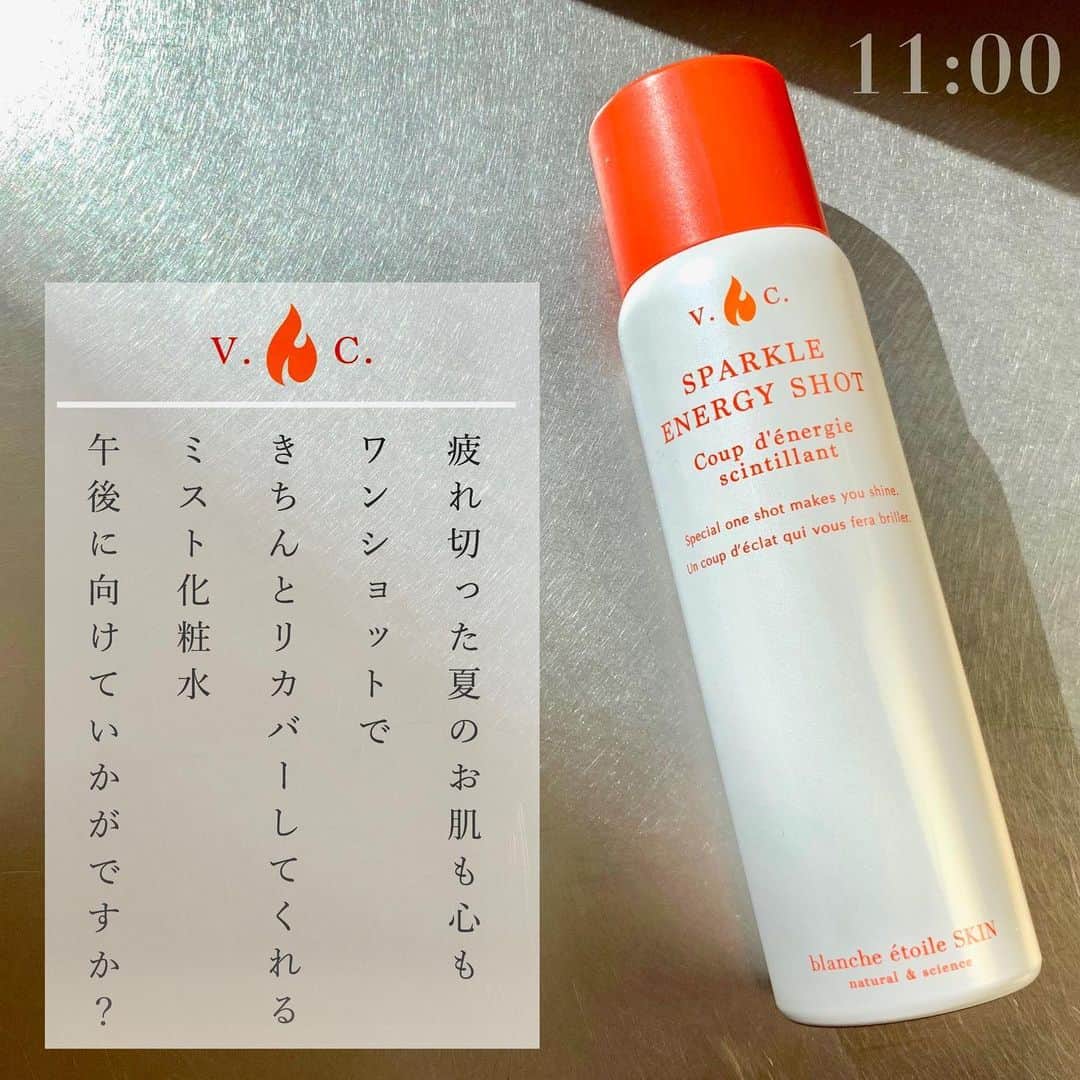 11:00
V. C.
疲れ切った夏のお肌も心も
ワンショットで
きちんとリカバーしてくれる
ミスト化粧水
午後に向けていかがですか？
V. C.
SPARKLE
ENERGY SHOT
Coup d'énergie
scintillant
Special one shot makes you shine.
Un coup d'éclat qui vous fera briller.
blanche étoile SKIN
natural & science